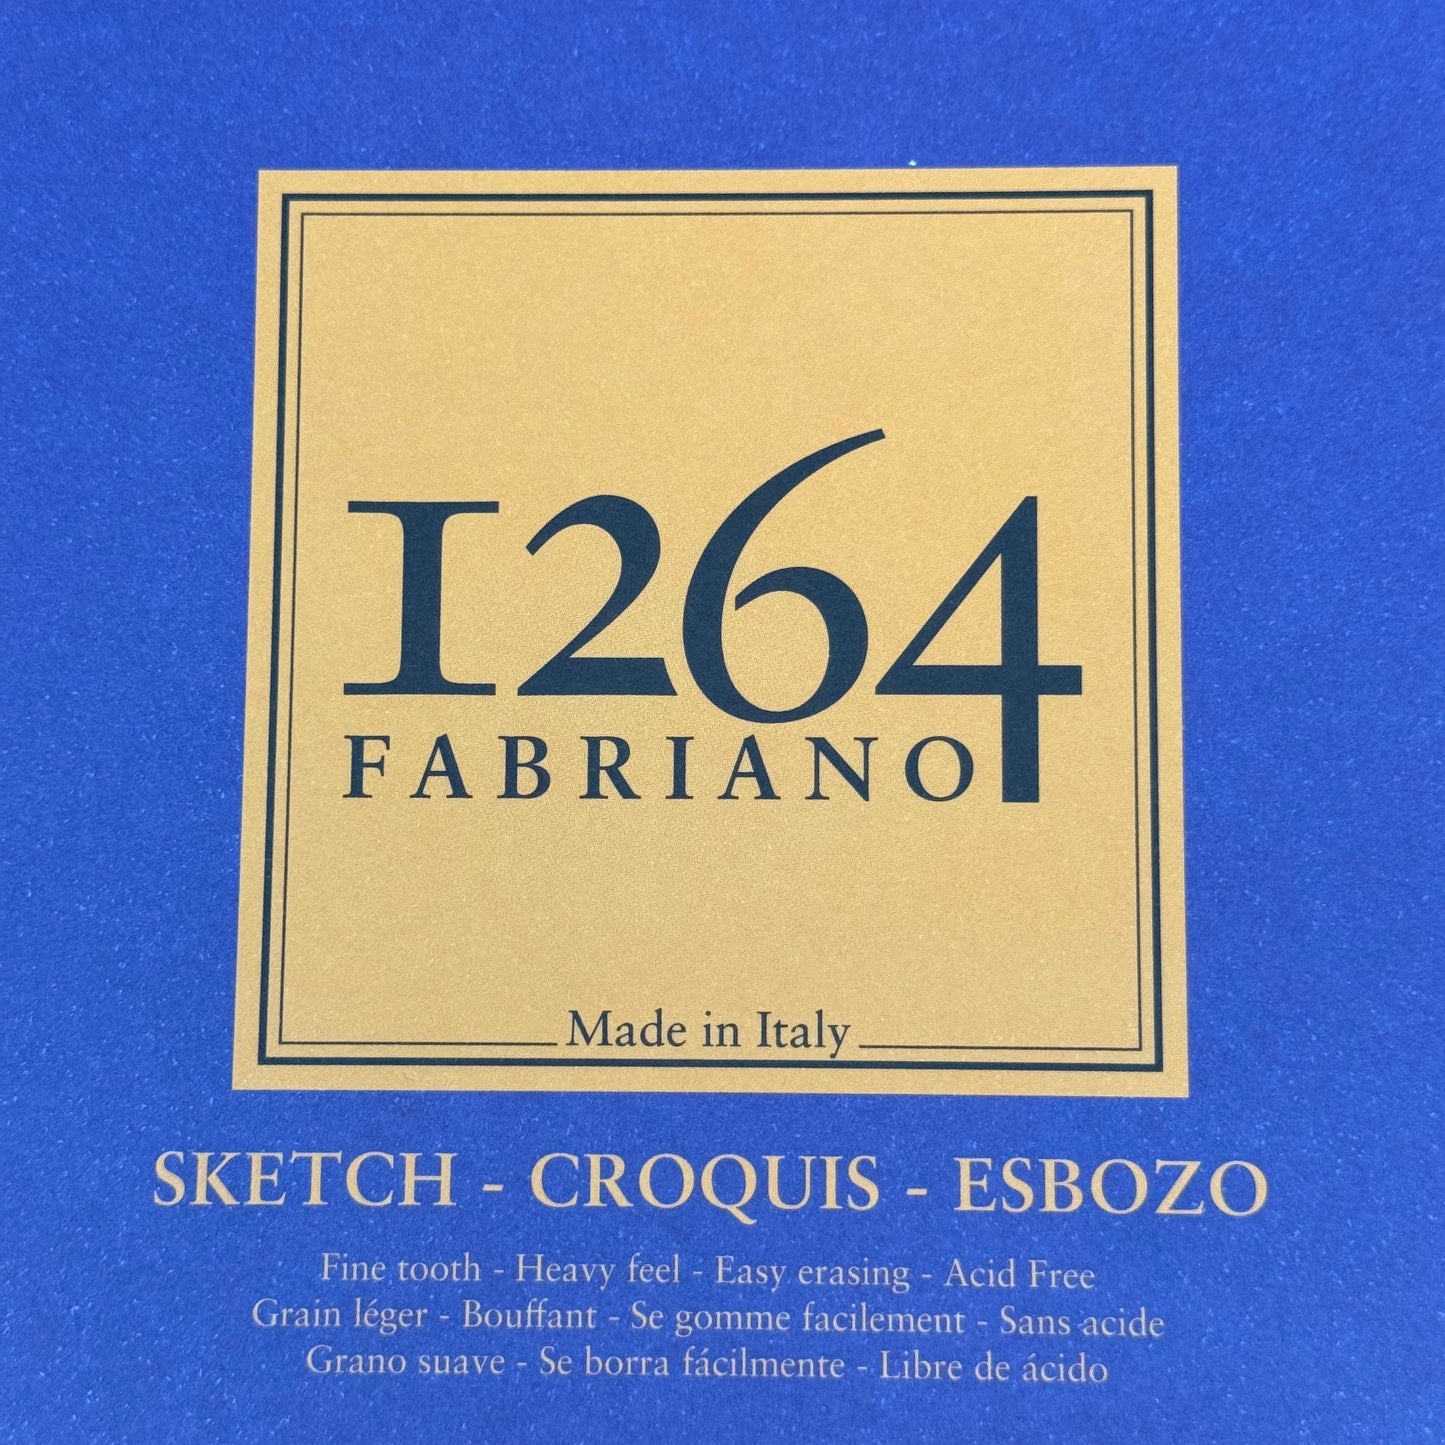 1264
FABRIANO
Made in Italy
SKETCH - CROQUIS - ESBOZO
Fine tooth - Heavy feel - Easy erasing - Acid Free
Grain léger - Bouffant - Se gomme facilement - Sans acide
Grano suave - Se borra fácilmente - Libre de ácido